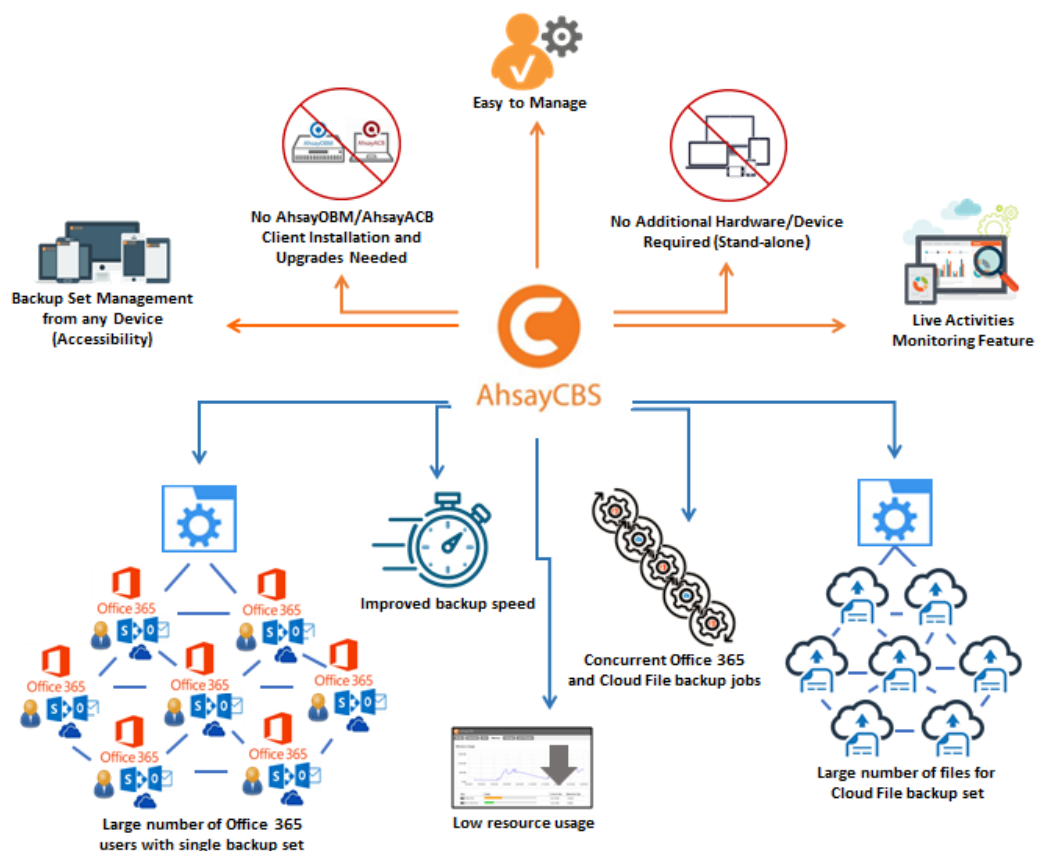 Easy to Manage
AhsayOBM
AhsayACB
No AhsayOBM/AhsayACB
Client Installation and
Upgrades Needed
No Additional Hardware/Device
Required (Stand-alone)
Backup Set Management
from any Device
(Accessibility)
Live Activities
Monitoring Feature
C
AhsayCBS
Improved backup speed
Concurrent Office 365
and Cloud File backup jobs
Office 365
S
O
Office 365
S
O
Office 365
S
O
Office 365
S
O
Office 365
S
O
Office 365
S
O
Office 365
S
O
Large number of Office 365
users with single backup set
Low resource usage
Large number of files for
Cloud File backup set